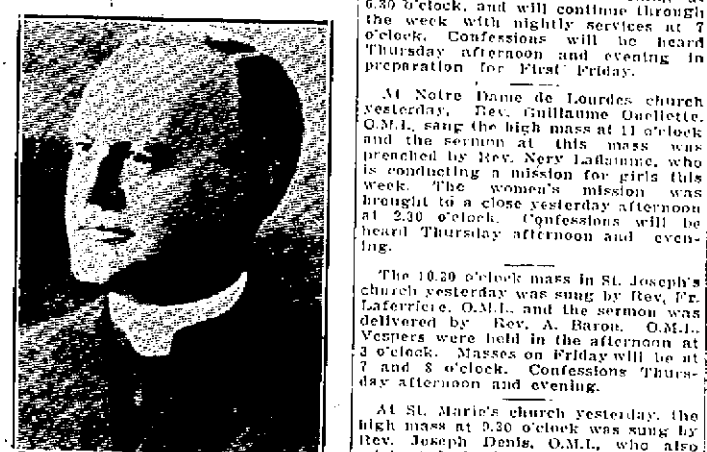 6.30 o'clock, and will continue through
the week with nightly services at 7
o'clock. Confessions will be heard
Thursday afternoon and evening in
preparation for First Friday.
At Notre Dame de Lourdes church
yesterday, Rev. Guillaume Ouellette,
O.M.I., sang the high mass at 11 o'clock
and the sermon at this mass was
preached by Rev. Nery Laflamme, who
is conducting a mission for girls this
week. The women's mission was
brought to a close yesterday afternoon
at 2.30 o'clock. Confessions will be
heard Thursday afternoon and even-
ing.
The 10.30 o'clock mass in St. Joseph's
church yesterday was sung by Rev. Fr.
Laferriere, O.M.I., and the sermon was
delivered by Rev. A. Baron, O.M.I.
Vespers were held in the afternoon at
3 o'clock. Masses on Friday will be at
7 and 8 o'clock. Confessions Thurs-
day afternoon and evening.
At St. Marie's church yesterday, the
high mass at 9.30 o'clock was sung by
Rev. Joseph Denis, O.M.I., who also